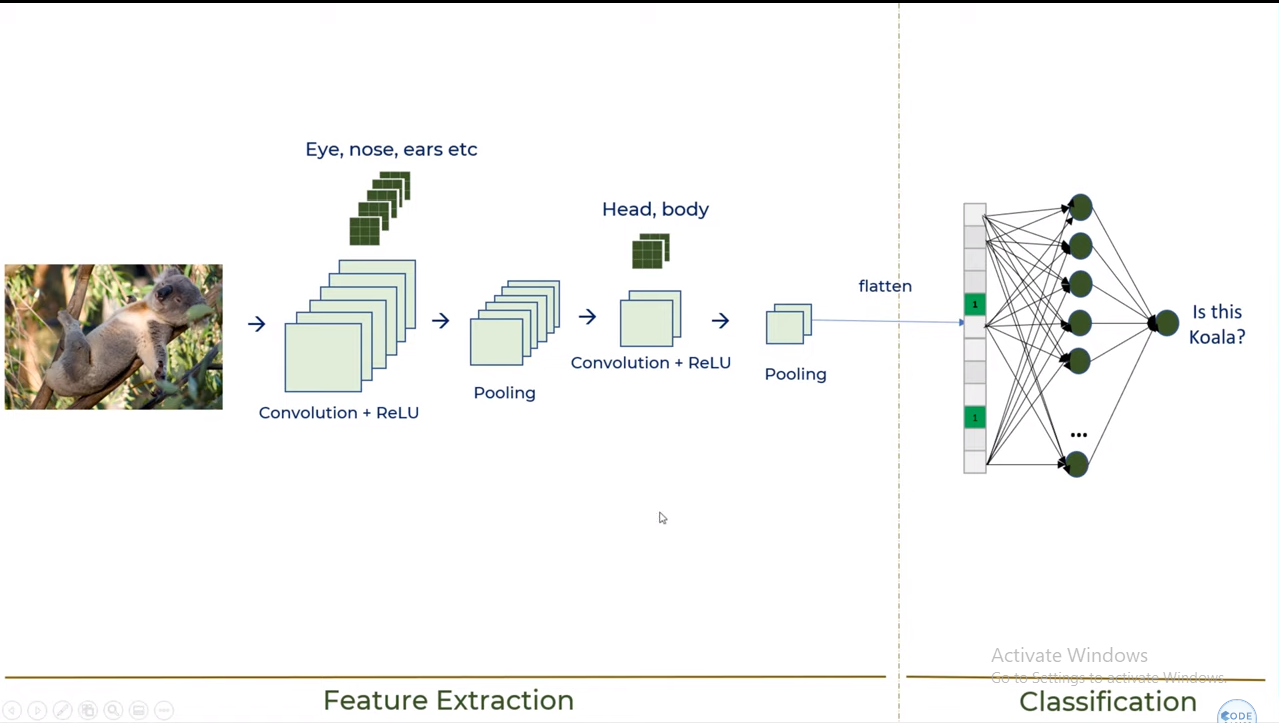 Eye, nose, ears etc
Head, body
flatten
1
Is this
Koala?
Convolution + ReLU
Pooling
Convolution + ReLU
Pooling
1
...
Activate Windows
Go to Settings to activate Windows.
Feature Extraction
Classification
CODE